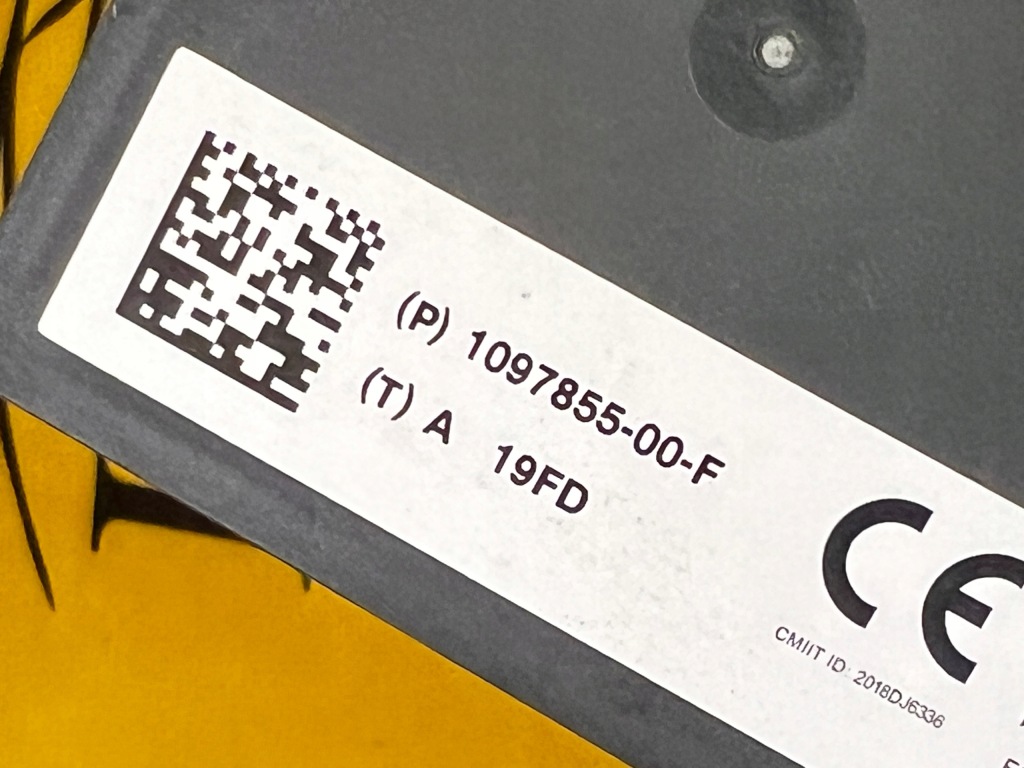 (P) 1097855-00-F
(T) A 19FD
CE
CMIIT ID: 2018DJ6336